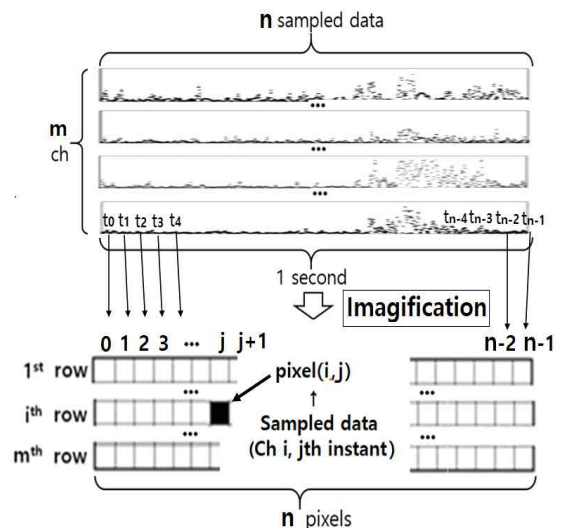 n sampled data
m
ch
...
...
...
t0 t1 t2 t3 t4 tn-4 tn-3 tn-2 tn-1
1 second
Imagification
0 1 2 3 ... j j+1 n-2 n-1
1st row
... pixel(i,j) ...
ith row
↑
Sampled data
... (Ch i, jth instant) ...
mth row
n pixels